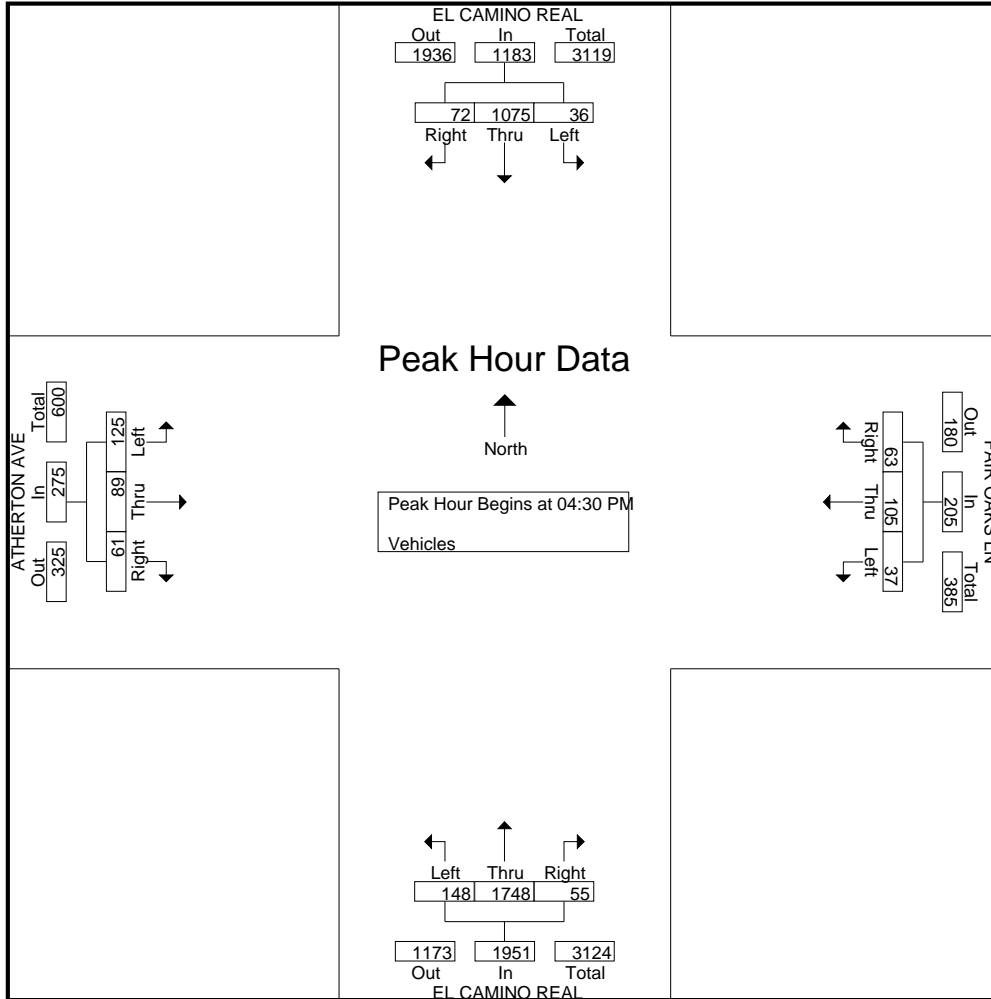 EL CAMINO REAL
Out In Total
1936 1183 3119
72 1075 36
Right Thru Left
Peak Hour Data
North
Peak Hour Begins at 04:30 PM
Vehicles
ATHERTON AVE
Total In Out
600 275 325
125 89 61
Left Thru Right
Right Thru Left
63 105 37
180 205 385
Out In Total
FAIR OAKS LN
Left Thru Right
148 1748 55
1173 1951 3124
Out In Total
EL CAMINO REAL